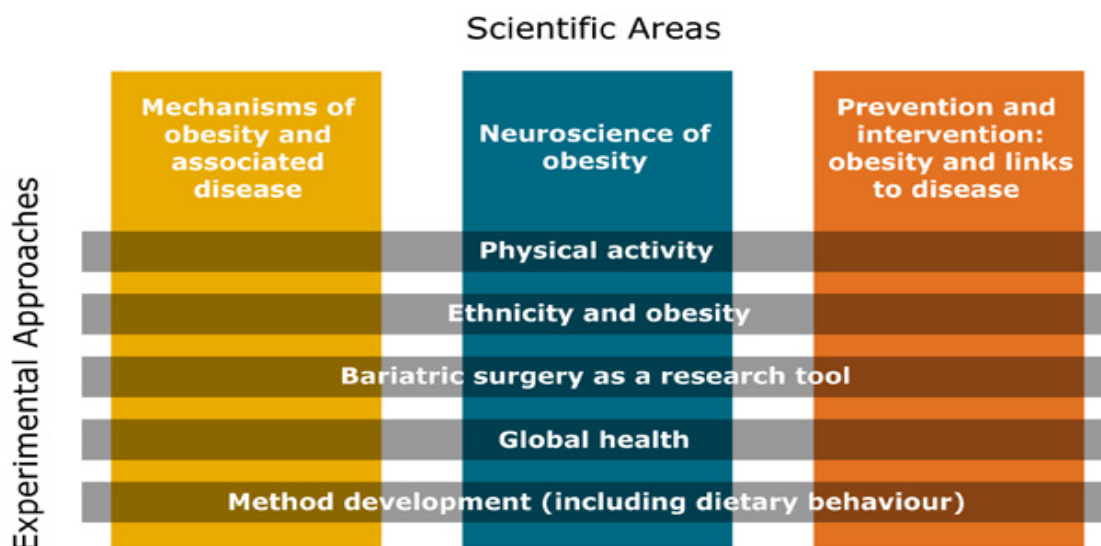 Scientific Areas
Mechanisms of
obesity and
associated
disease
Neuroscience of
obesity
Prevention and
intervention:
obesity and links
to disease
Experimental Approaches
Physical activity
Ethnicity and obesity
Bariatric surgery as a research tool
Global health
Method development (including dietary behaviour)